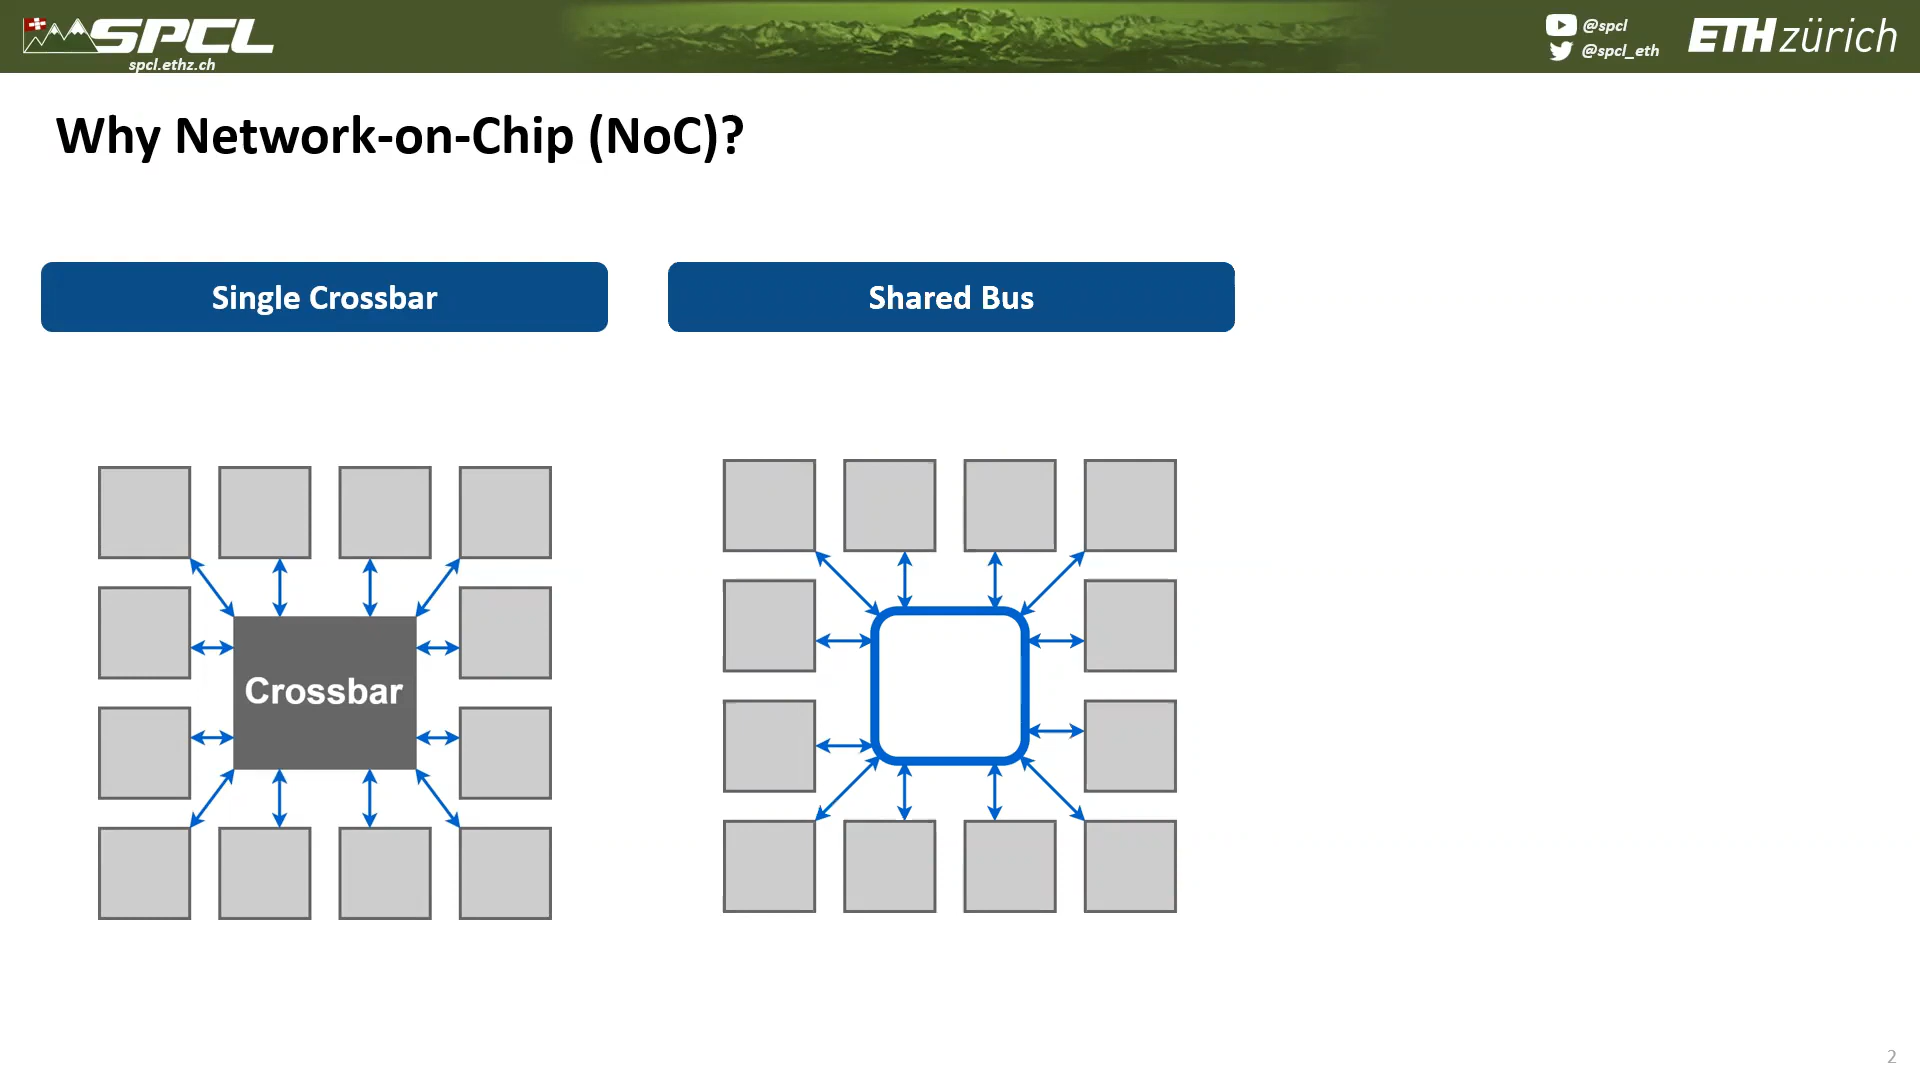 SPCL
spcl.ethz.ch
@spcl
@spcl_eth
ETH zürich
Why Network-on-Chip (NoC)?
Single Crossbar
Shared Bus
Crossbar
2